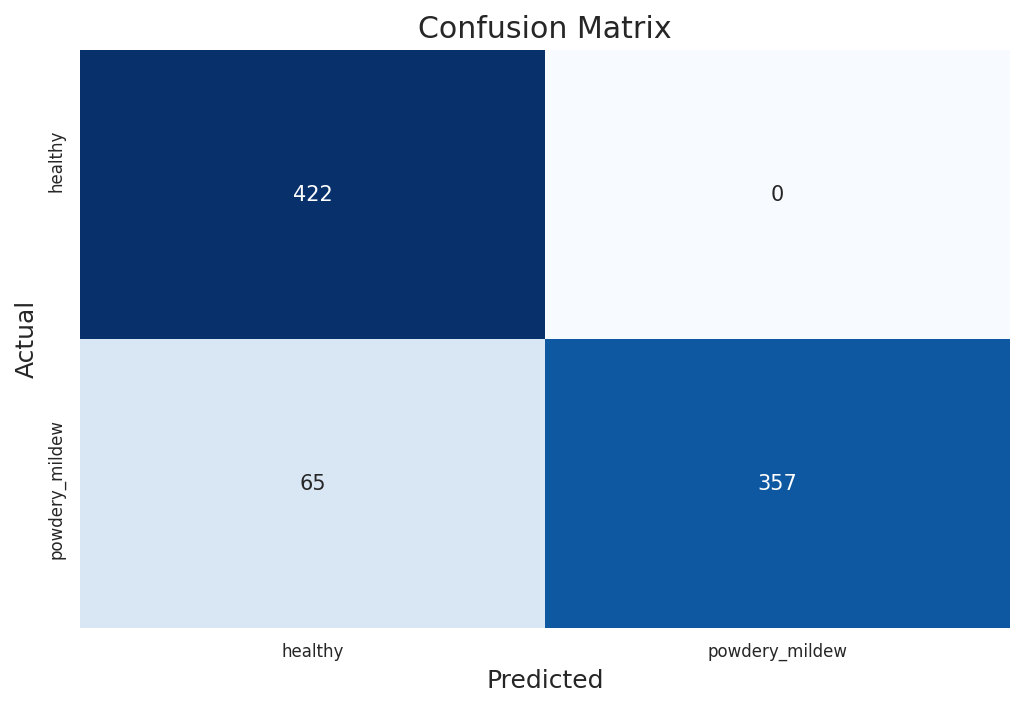 Confusion Matrix
Actual
healthy
422
0
powdery_mildew
65
357
healthy
powdery_mildew
Predicted